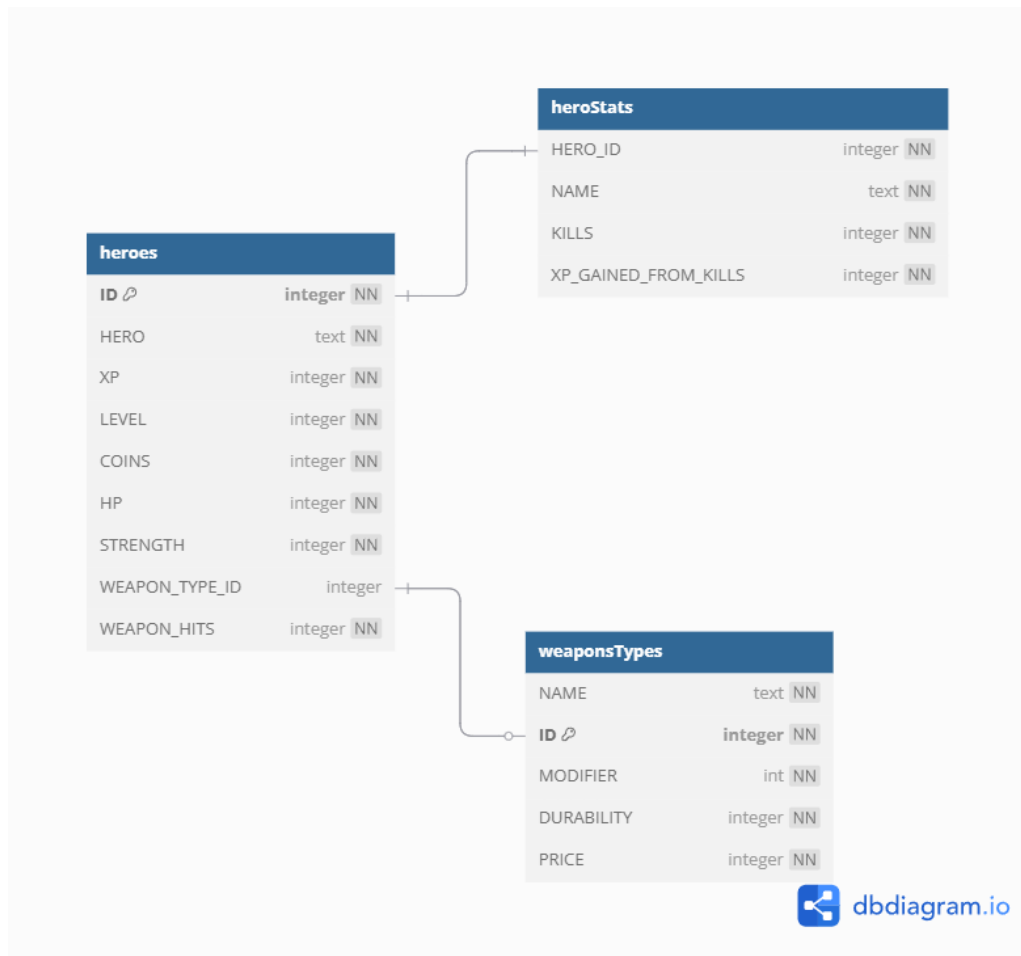 heroStats
HERO_ID integer NN
NAME text NN
KILLS integer NN
XP_GAINED_FROM_KILLS integer NN
heroes
ID integer NN
HERO text NN
XP integer NN
LEVEL integer NN
COINS integer NN
HP integer NN
STRENGTH integer NN
WEAPON_TYPE_ID integer
WEAPON_HITS integer NN
weaponsTypes
NAME text NN
ID integer NN
MODIFIER int NN
DURABILITY integer NN
PRICE integer NN
dbdiagram.io